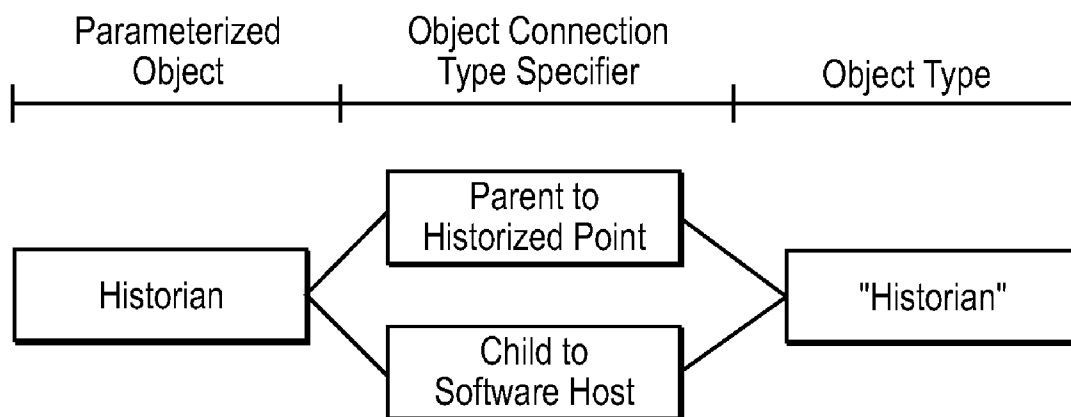 Parameterized
Object
Object Connection
Type Specifier
Object Type
Historian
Parent to
Historized Point
Child to
Software Host
"Historian"